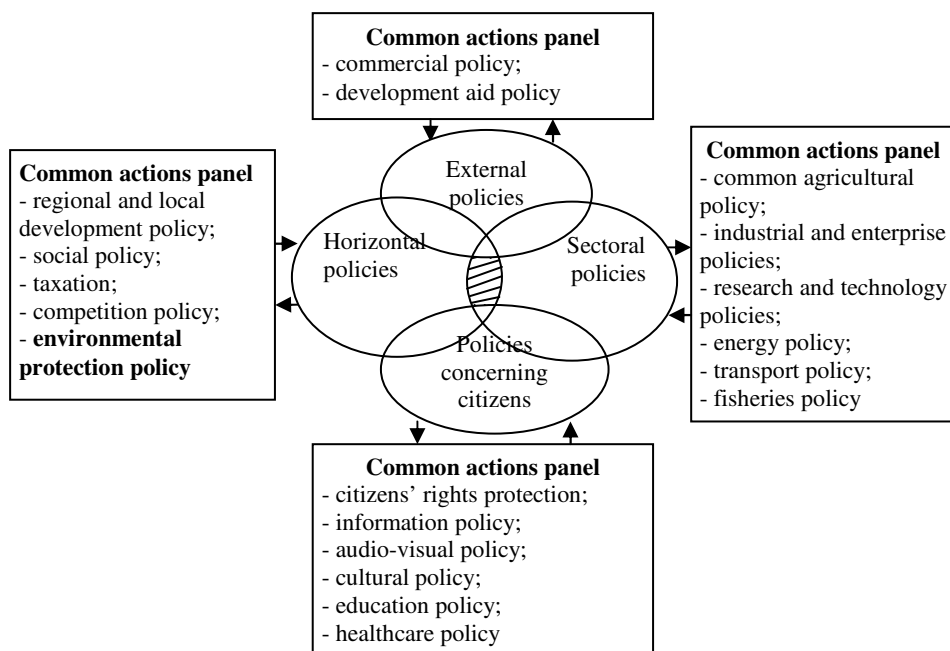 Common actions panel
- commercial policy;
- development aid policy
External
policies
Common actions panel
- regional and local
development policy;
- social policy;
- taxation;
- competition policy;
- environmental
protection policy
Horizontal
policies
Sectoral
policies
Common actions panel
- common agricultural
policy;
- industrial and enterprise
policies;
- research and technology
policies;
- energy policy;
- transport policy;
- fisheries policy
Policies
concerning
citizens
Common actions panel
- citizens’ rights protection;
- information policy;
- audio-visual policy;
- cultural policy;
- education policy;
- healthcare policy